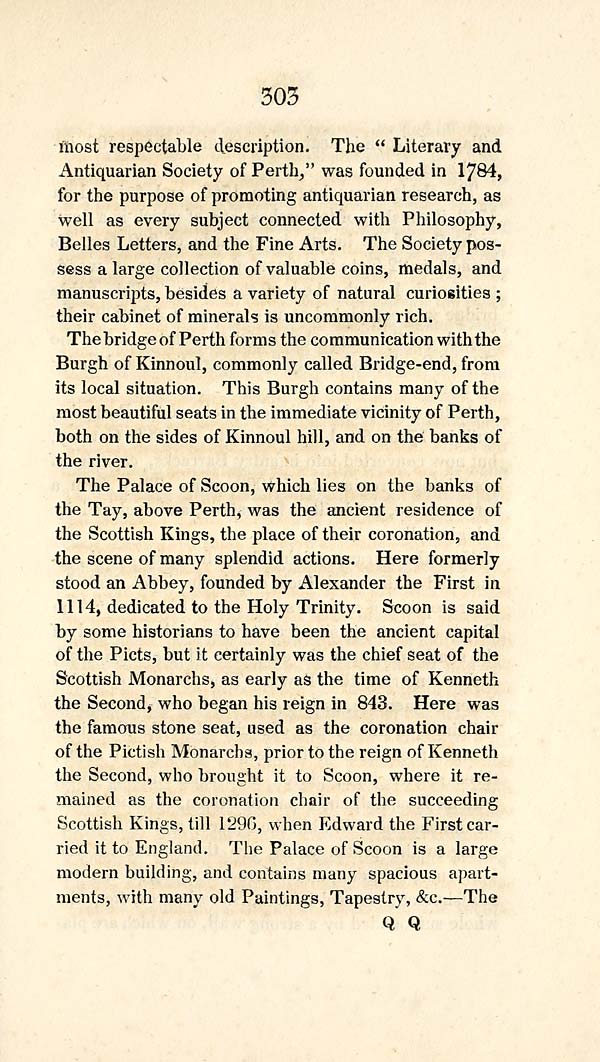 303
most respectable description. The “ Literary and
Antiquarian Society of Perth,” was founded in 1784,
for the purpose of promoting antiquarian research, as
well as every subject connected with Philosophy,
Belles Letters, and the Fine Arts. The Society pos-
sess a large collection of valuable coins, medals, and
manuscripts, besides a variety of natural curiosities ;
their cabinet of minerals is uncommonly rich.
The bridge of Perth forms the communication with the
Burgh of Kinnoul, commonly called Bridge-end, from
its local situation. This Burgh contains many of the
most beautiful seats in the immediate vicinity of Perth,
both on the sides of Kinnoul hill, and on the banks of
the river.
The Palace of Scoon, which lies on the banks of
the Tay, above Perth, was the ancient residence of
the Scottish Kings, the place of their coronation, and
the scene of many splendid actions. Here formerly
stood an Abbey, founded by Alexander the First in
1114, dedicated to the Holy Trinity. Scoon is said
by some historians to have been the ancient capital
of the Picts, but it certainly was the chief seat of the
Scottish Monarchs, as early as the time of Kenneth
the Second, who began his reign in 843. Here was
the famous stone seat, used as the coronation chair
of the Pictish Monarchs, prior to the reign of Kenneth
the Second, who brought it to Scoon, where it re-
mained as the coronation chair of the succeeding
Scottish Kings, till 1296, when Edward the First car-
ried it to England. The Palace of Scoon is a large
modern building, and contains many spacious apart-
ments, with many old Paintings, Tapestry, &c.—The
Q Q